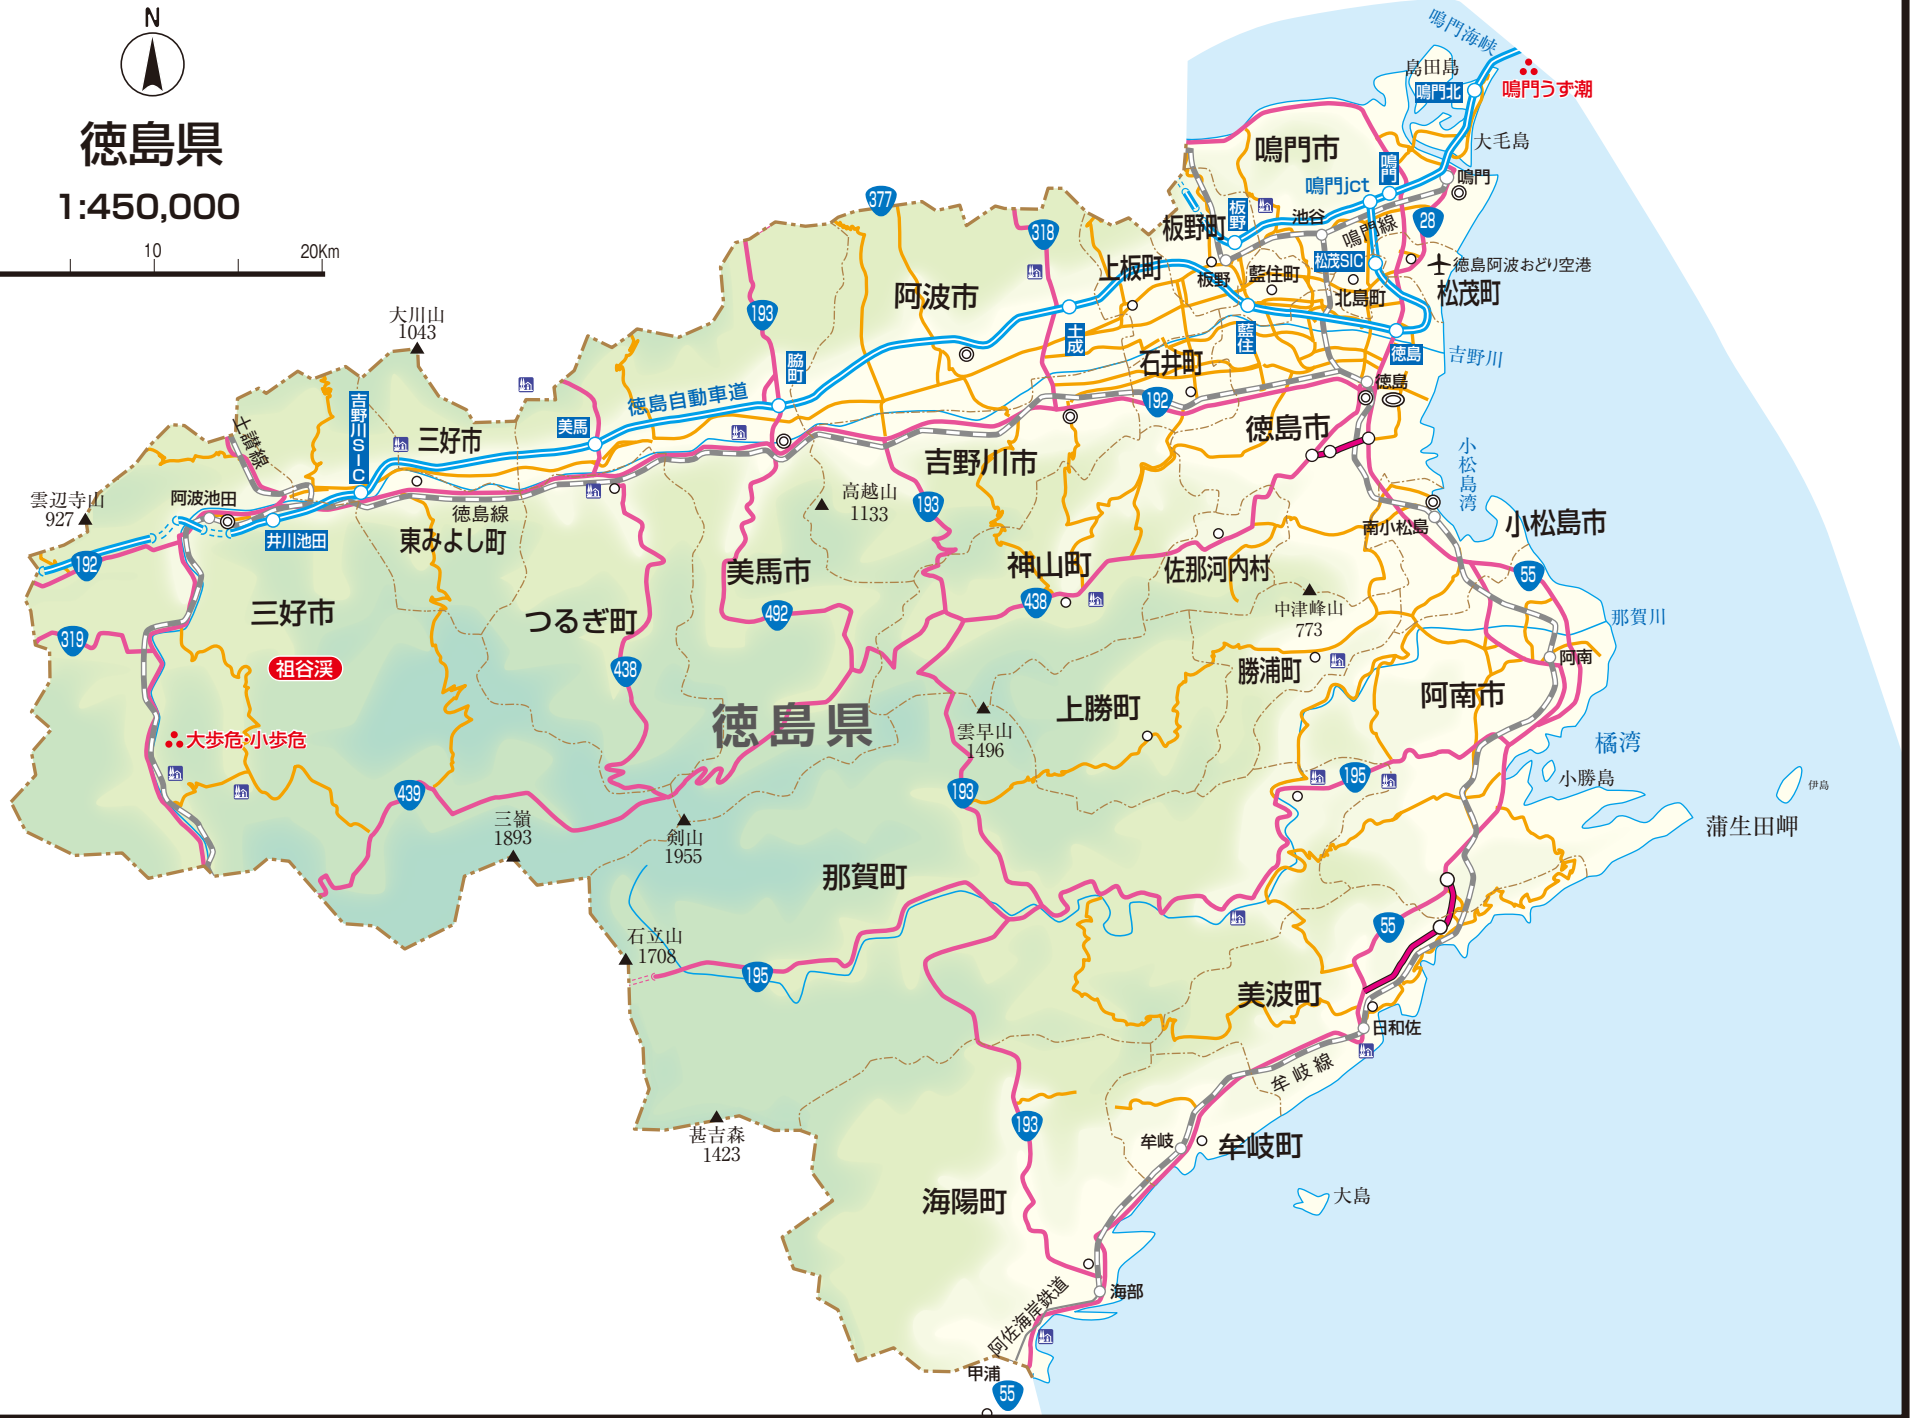 N
徳島県
1:450,000
10
20Km
鳴門海峡
島田島
鳴門北
鳴門うず潮
大毛島
鳴門市
鳴門
鳴門jct
鳴門
377
318
板野町
板野
池谷
鳴門線
28
松茂SIC
徳島阿波おどり空港
上板町
板野
藍住町
北島町
松茂町
阿波市
193
大川山
1043
土成
藍住
徳島
吉野川
脇町
石井町
徳島
吉野川SIC
徳島自動車道
192
美馬
三好市
徳島市
土讃線
小松島湾
吉野川市
雲辺寺山
927
阿波池田
高越山
1133
193
徳島線
南小松島
小松島市
井川池田
東みよし町
192
美馬市
神山町
佐那河内村
55
三好市
つるぎ町
492
438
中津峰山
773
那賀川
319
祖谷渓
438
勝浦町
阿南
阿南市
上勝町
徳島県
大歩危・小歩危
雲早山
1496
橘湾
195
小勝島
伊島
439
193
三嶺
1893
剣山
1955
蒲生田岬
那賀町
55
石立山
1708
195
美波町
日和佐
牟岐線
甚吉森
1423
193
牟岐
牟岐町
海陽町
大島
海部
阿佐海岸鉄道
甲浦
55